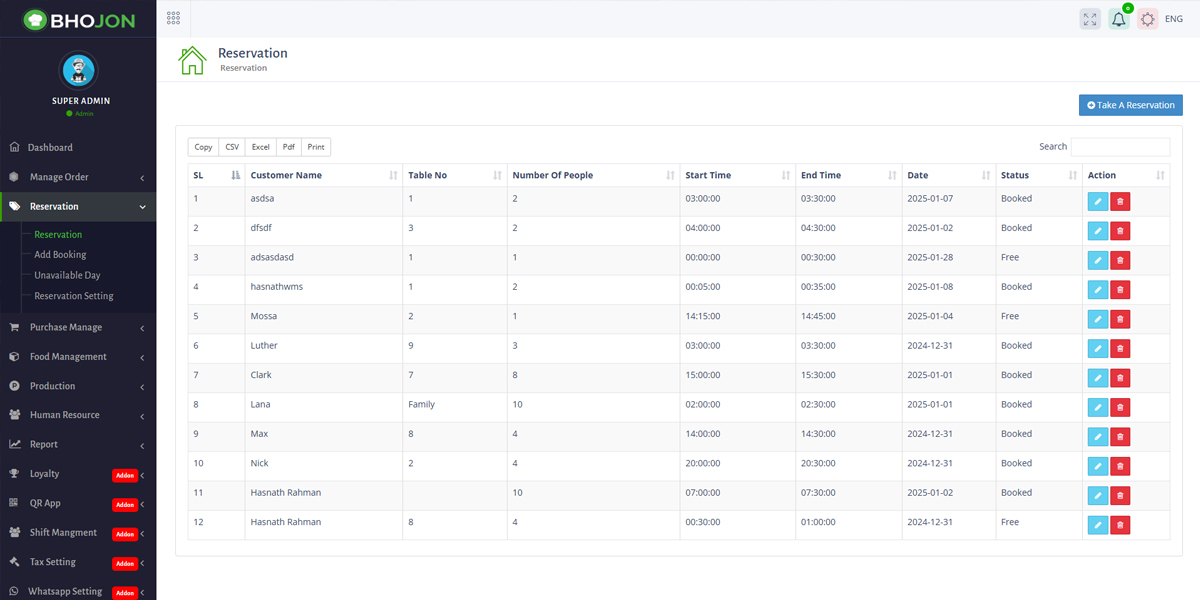 BHOJON
0
ENG
SUPER ADMIN
Admin
Dashboard
Manage Order
Reservation
Reservation
Add Booking
Unavailable Day
Reservation Setting
Purchase Manage
Food Management
Production
Human Resource
Report
Loyalty Addon
QR App Addon
Shift Mangment Addon
Tax Setting Addon
Whatsapp Setting Addon
Reservation
Reservation
Take A Reservation
Copy CSV Excel Pdf Print
Search
SL Customer Name Table No Number Of People Start Time End Time Date Status Action
1 asdsa 1 2 03:00:00 03:30:00 2025-01-07 Booked
2 dfsdf 3 2 04:00:00 04:30:00 2025-01-02 Booked
3 adsasdasd 1 1 00:00:00 00:30:00 2025-01-28 Free
4 hasnathwms 1 2 00:05:00 00:35:00 2025-01-08 Booked
5 Mossa 2 1 14:15:00 14:45:00 2025-01-04 Free
6 Luther 9 3 03:00:00 03:30:00 2024-12-31 Booked
7 Clark 7 8 15:00:00 15:30:00 2025-01-01 Booked
8 Lana Family 10 02:00:00 02:30:00 2025-01-01 Booked
9 Max 8 4 14:00:00 14:30:00 2024-12-31 Booked
10 Nick 2 4 20:00:00 20:30:00 2024-12-31 Booked
11 Hasnath Rahman 10 07:00:00 07:30:00 2025-01-02 Booked
12 Hasnath Rahman 8 4 00:30:00 01:00:00 2024-12-31 Free